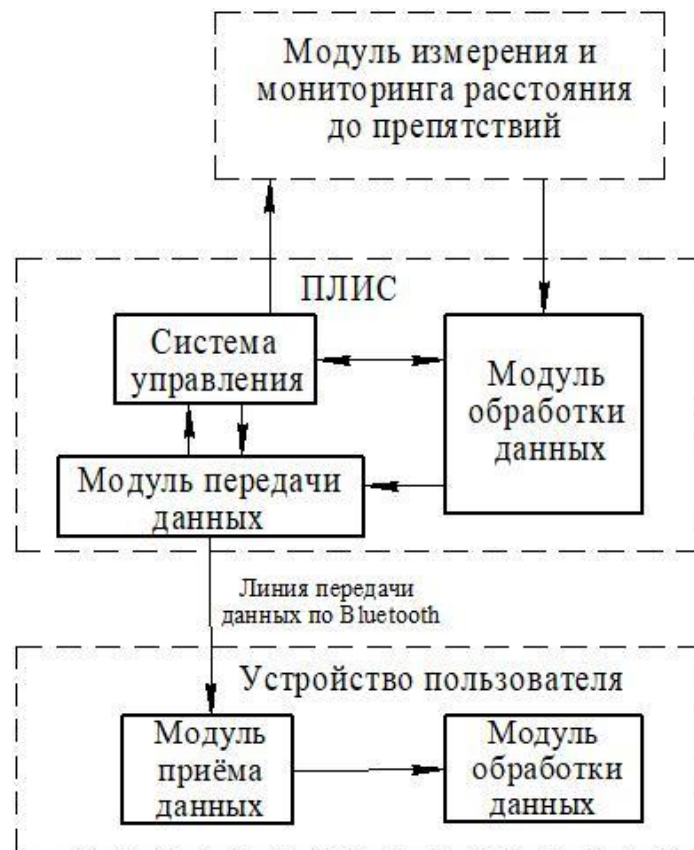 Модуль измерения и
мониторинга расстояния
до препятствий
ПЛИС
Система
управления
Модуль
обработки
данных
Модуль передачи
данных
Линия передачи
данных по Bluetooth
Устройство пользователя
Модуль
приёма
данных
Модуль
обработки
данных